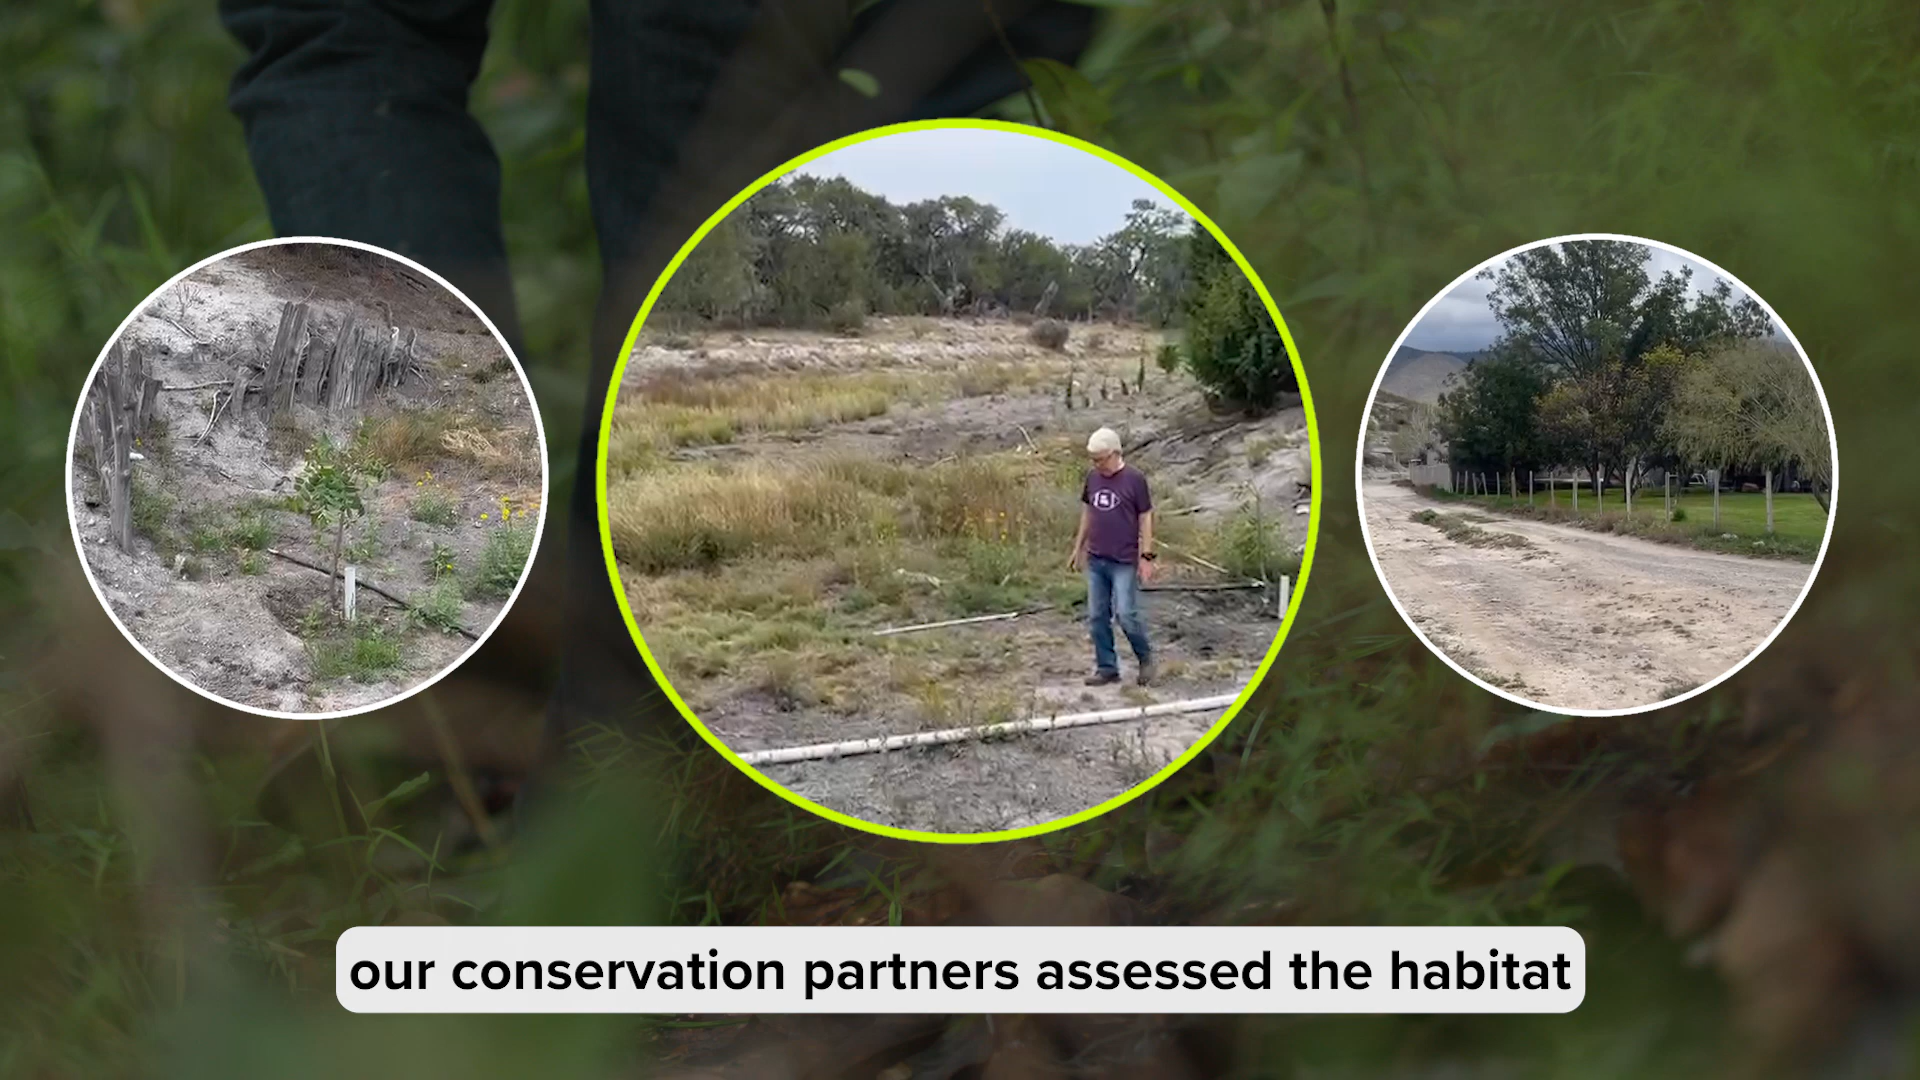 our conservation partners assessed the habitat